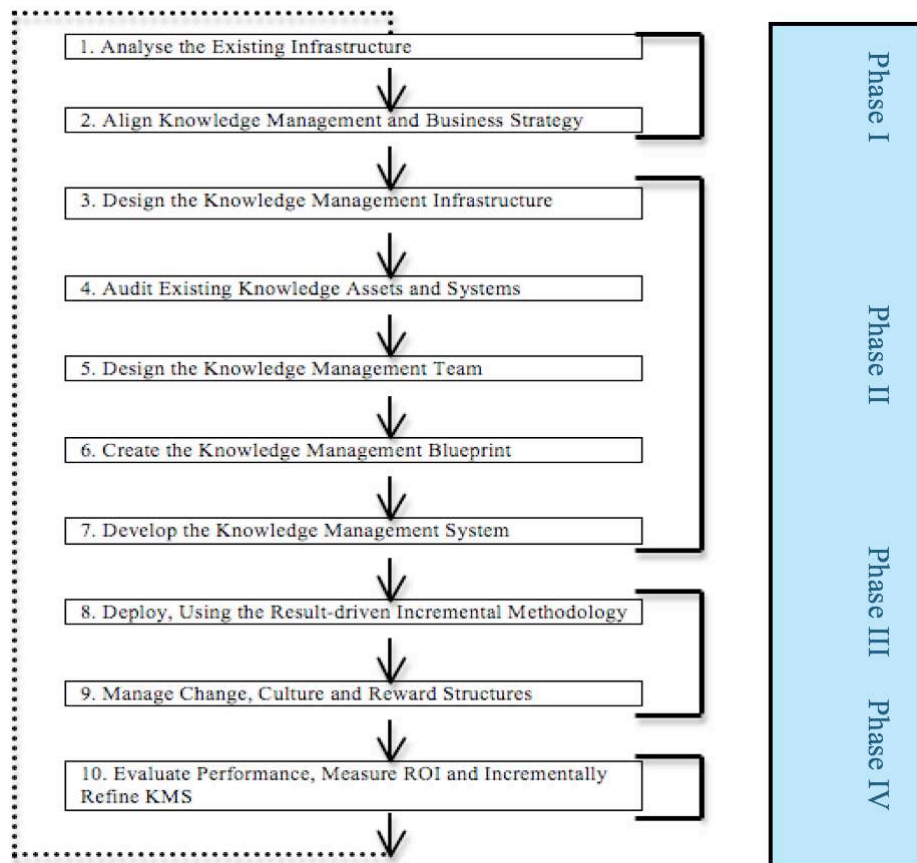 1. Analyse the Existing Infrastructure
2. Align Knowledge Management and Business Strategy
3. Design the Knowledge Management Infrastructure
4. Audit Existing Knowledge Assets and Systems
5. Design the Knowledge Management Team
6. Create the Knowledge Management Blueprint
7. Develop the Knowledge Management System
8. Deploy, Using the Result-driven Incremental Methodology
9. Manage Change, Culture and Reward Structures
10. Evaluate Performance, Measure ROI and Incrementally
Refine KMS
Phase I
Phase II
Phase III
Phase IV